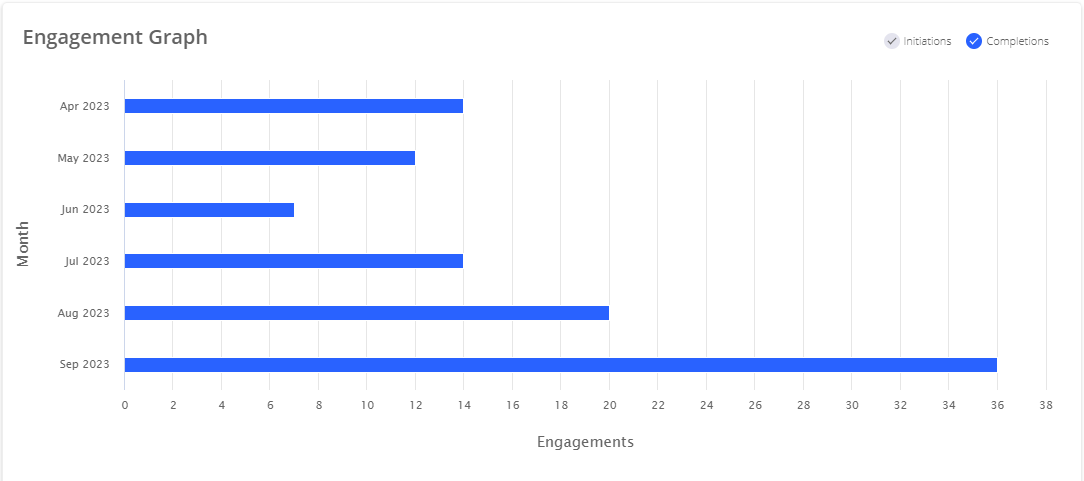 Engagement Graph
Initiations Completions
Apr 2023
May 2023
Jun 2023
Jul 2023
Aug 2023
Sep 2023
Month
0 2 4 6 8 10 12 14 16 18 20 22 24 26 28 30 32 34 36 38
Engagements